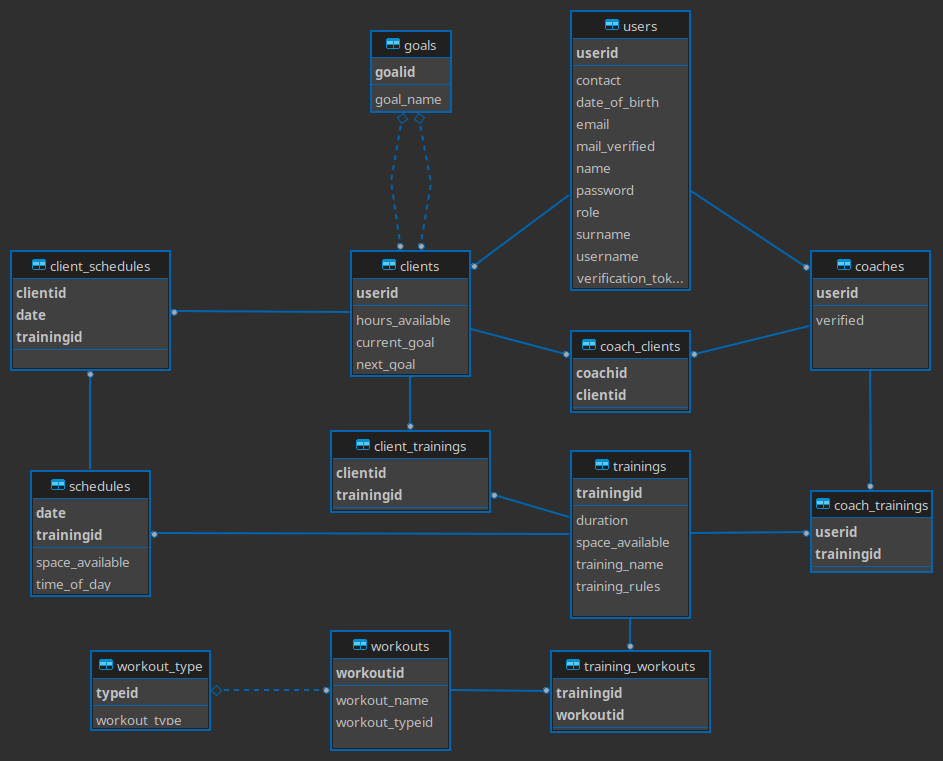 goals
goalid
goal_name
users
userid
contact
date_of_birth
email
mail_verified
name
password
role
surname
username
verification_tok...
client_schedules
clientid
date
trainingid
clients
userid
hours_available
current_goal
next_goal
coaches
userid
verified
coach_clients
coachid
clientid
client_trainings
clientid
trainingid
schedules
date
trainingid
space_available
time_of_day
trainings
trainingid
duration
space_available
training_name
training_rules
coach_trainings
userid
trainingid
workout_type
typeid
workout_type
workouts
workoutid
workout_name
workout_typeid
training_workouts
trainingid
workoutid